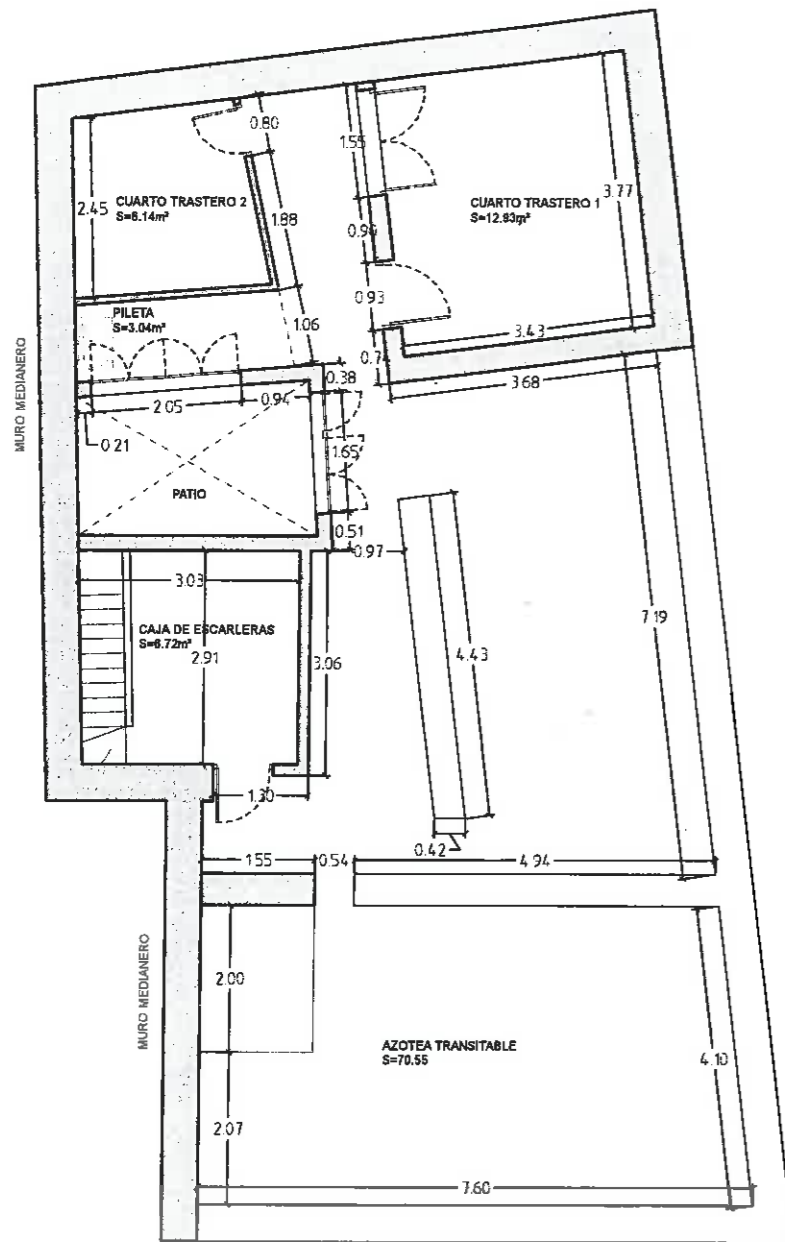 0.80
1.55
CUARTO TRASTERO 2
S=6.14m²
2.45
1.88
CUARTO TRASTERO 1
S=12.93m²
3.77
0.90
0.93
PILETA
S=3.04m²
1.06
3.43
0.7
0.38
3.68
MURO MEDIANERO
2.05
0.94
0.21
1.65
PATIO
0.51
0.97
3.03
CAJA DE ESCARLERAS
S=6.72m²
2.91
3.06
4.43
7.19
1.30
1.55
0.54
0.42
4.94
MURO MEDIANERO
2.00
AZOTEA TRANSITABLE
S=70.55
4.10
2.07
7.60